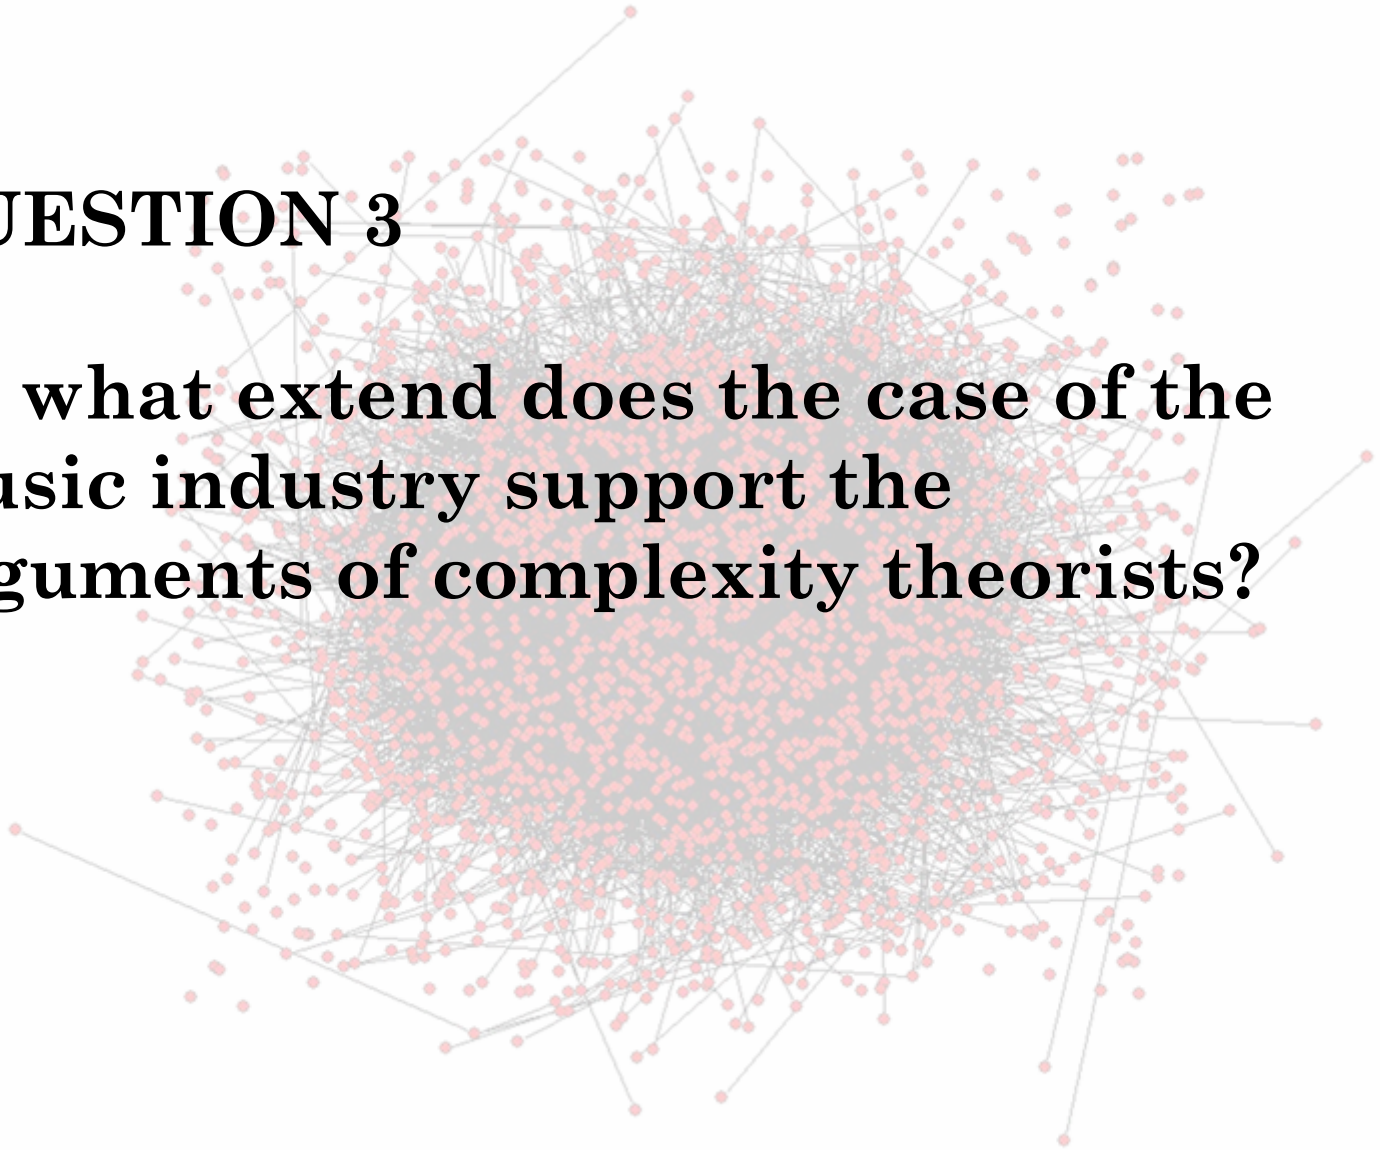 UESTION 3
what extend does the case of the
usic industry support the
guments of complexity theorists?